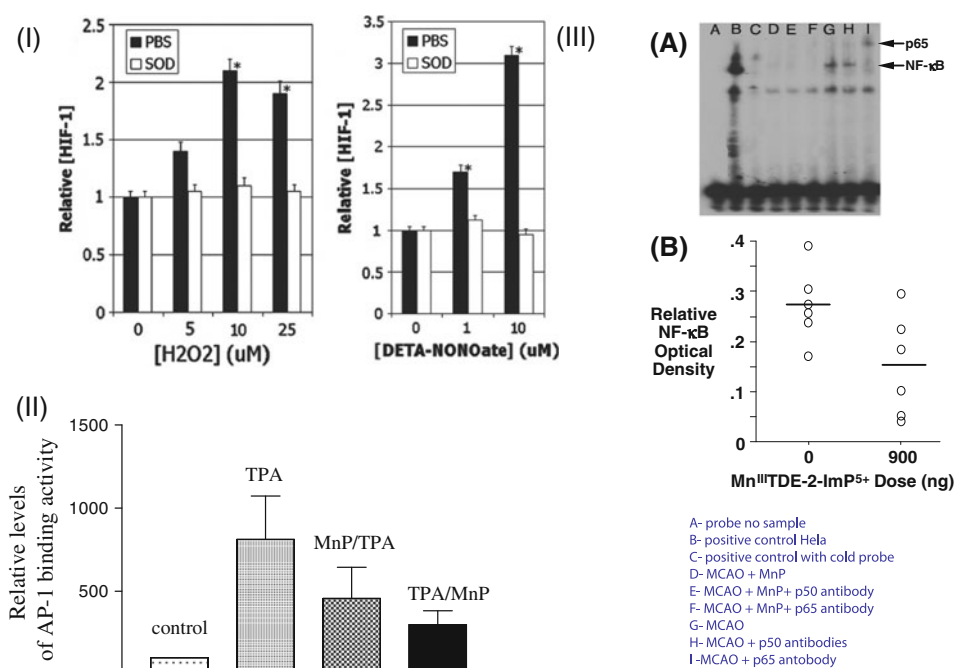 (I)
Relative [HIF-1]
2.5
2
1.5
1
0.5
0
PBS
SOD
*
*
0 5 10 25
[H2O2] (uM)
(III)
Relative [HIF-1]
3.5
3.0
2.5
2.0
1.5
1
0.5
0
PBS
SOD
*
*
0 1 10
[DETA-NONOate] (uM)
(II)
Relative levels
of AP-1 binding activity
1500
1000
500
control
TPA
MnP/TPA
TPA/MnP
(A)
A B C D E F G H I
p65
NF-κB
(B)
Relative
NF-κB
Optical
Density
.4
.3
.2
.1
0
0 900
MnIIITDE-2-ImP5+ Dose (ng)
A- probe no sample
B- positive control Hela
C- positive control with cold probe
D- MCAO + MnP
E- MCAO + MnP+ p50 antibody
F- MCAO + MnP+ p65 antibody
G- MCAO
H- MCAO + p50 antibodies
I -MCAO + p65 antobody